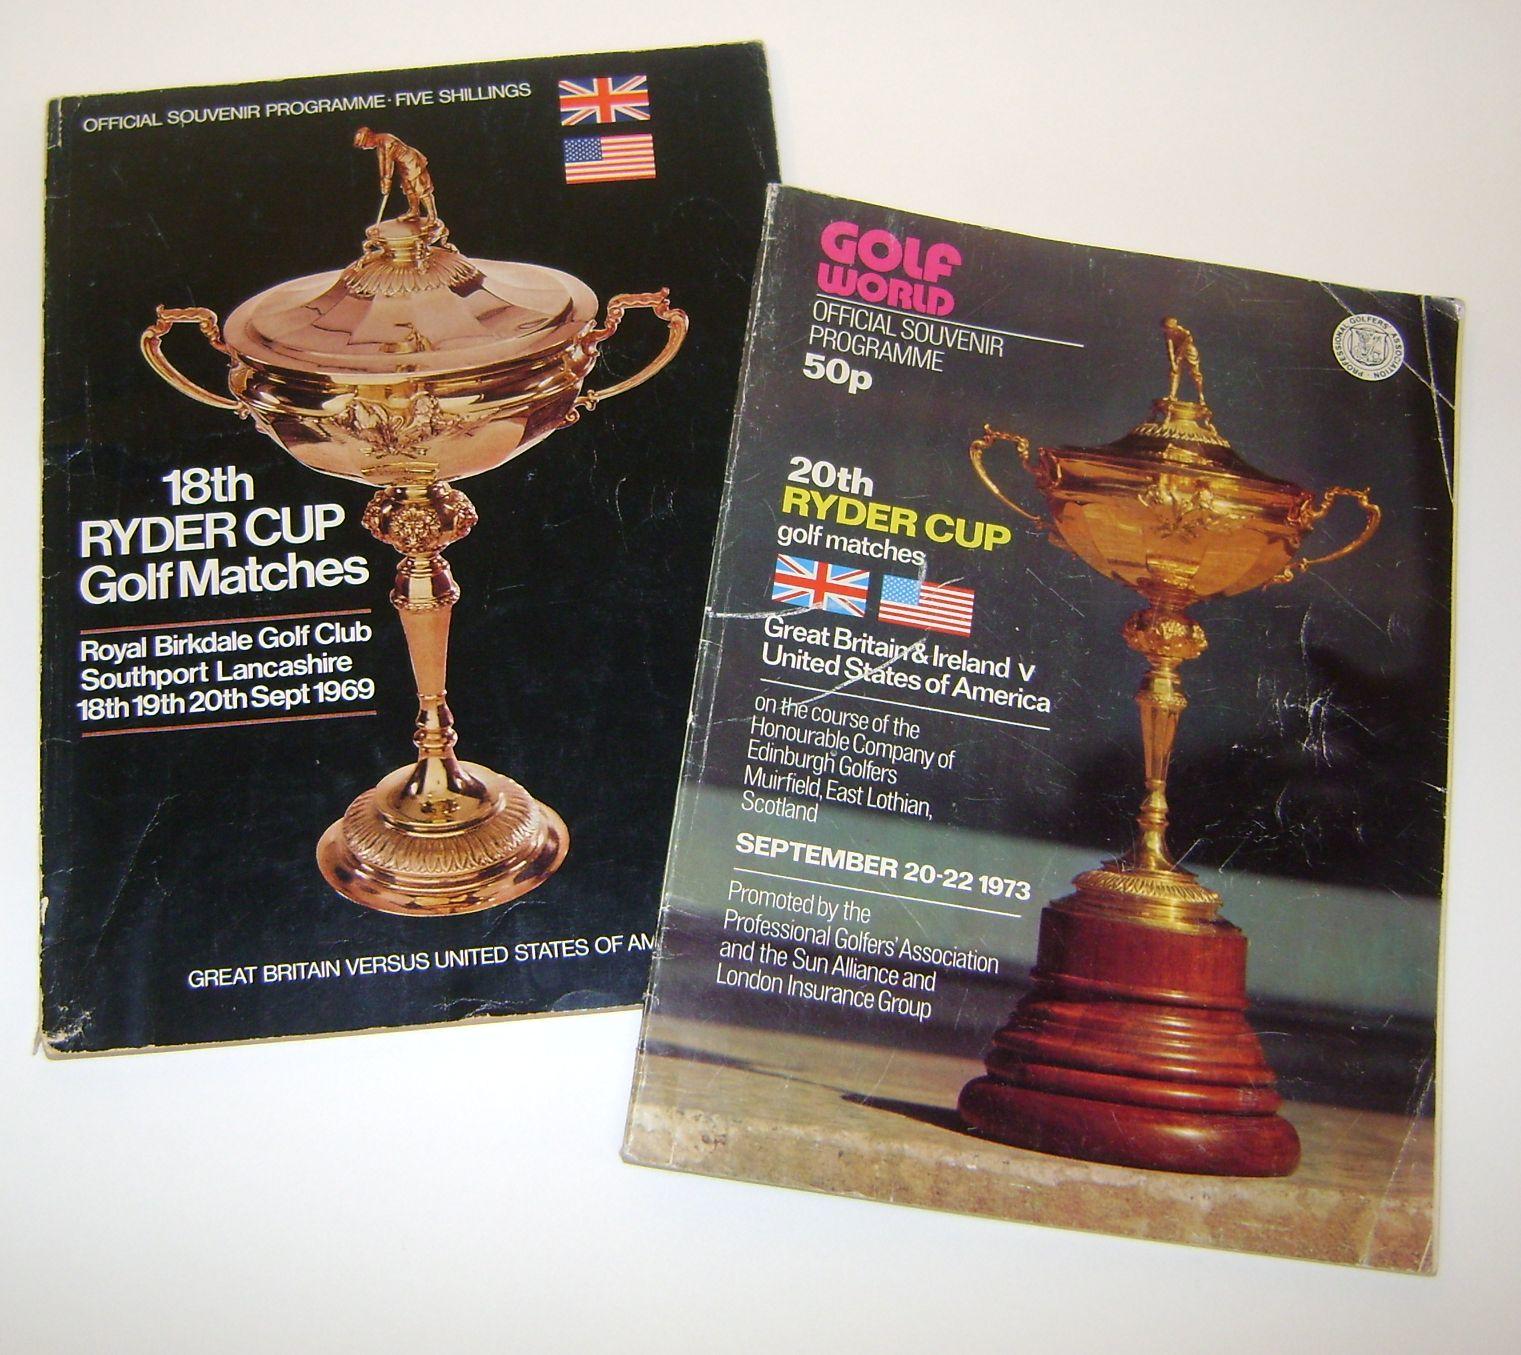 OFFICIAL SOUVENIR PROGRAMME · FIVE SHILLINGS
18th
RYDER CUP
Golf Matches
Royal Birkdale Golf Club
Southport Lancashire
18th 19th 20th Sept 1969
GREAT BRITAIN VERSUS UNITED STATES OF AM
GOLF
WORLD
OFFICIAL SOUVENIR
PROGRAMME
50p
PROFESSIONAL GOLFERS' ASSOCIATION
20th
RYDER CUP
golf matches
Great Britain & Ireland v
United States of America
on the course of the
Honourable Company of
Edinburgh Golfers
Muirfield, East Lothian,
Scotland
SEPTEMBER 20-22 1973
Promoted by the
Professional Golfers' Association
and the Sun Alliance and
London Insurance Group